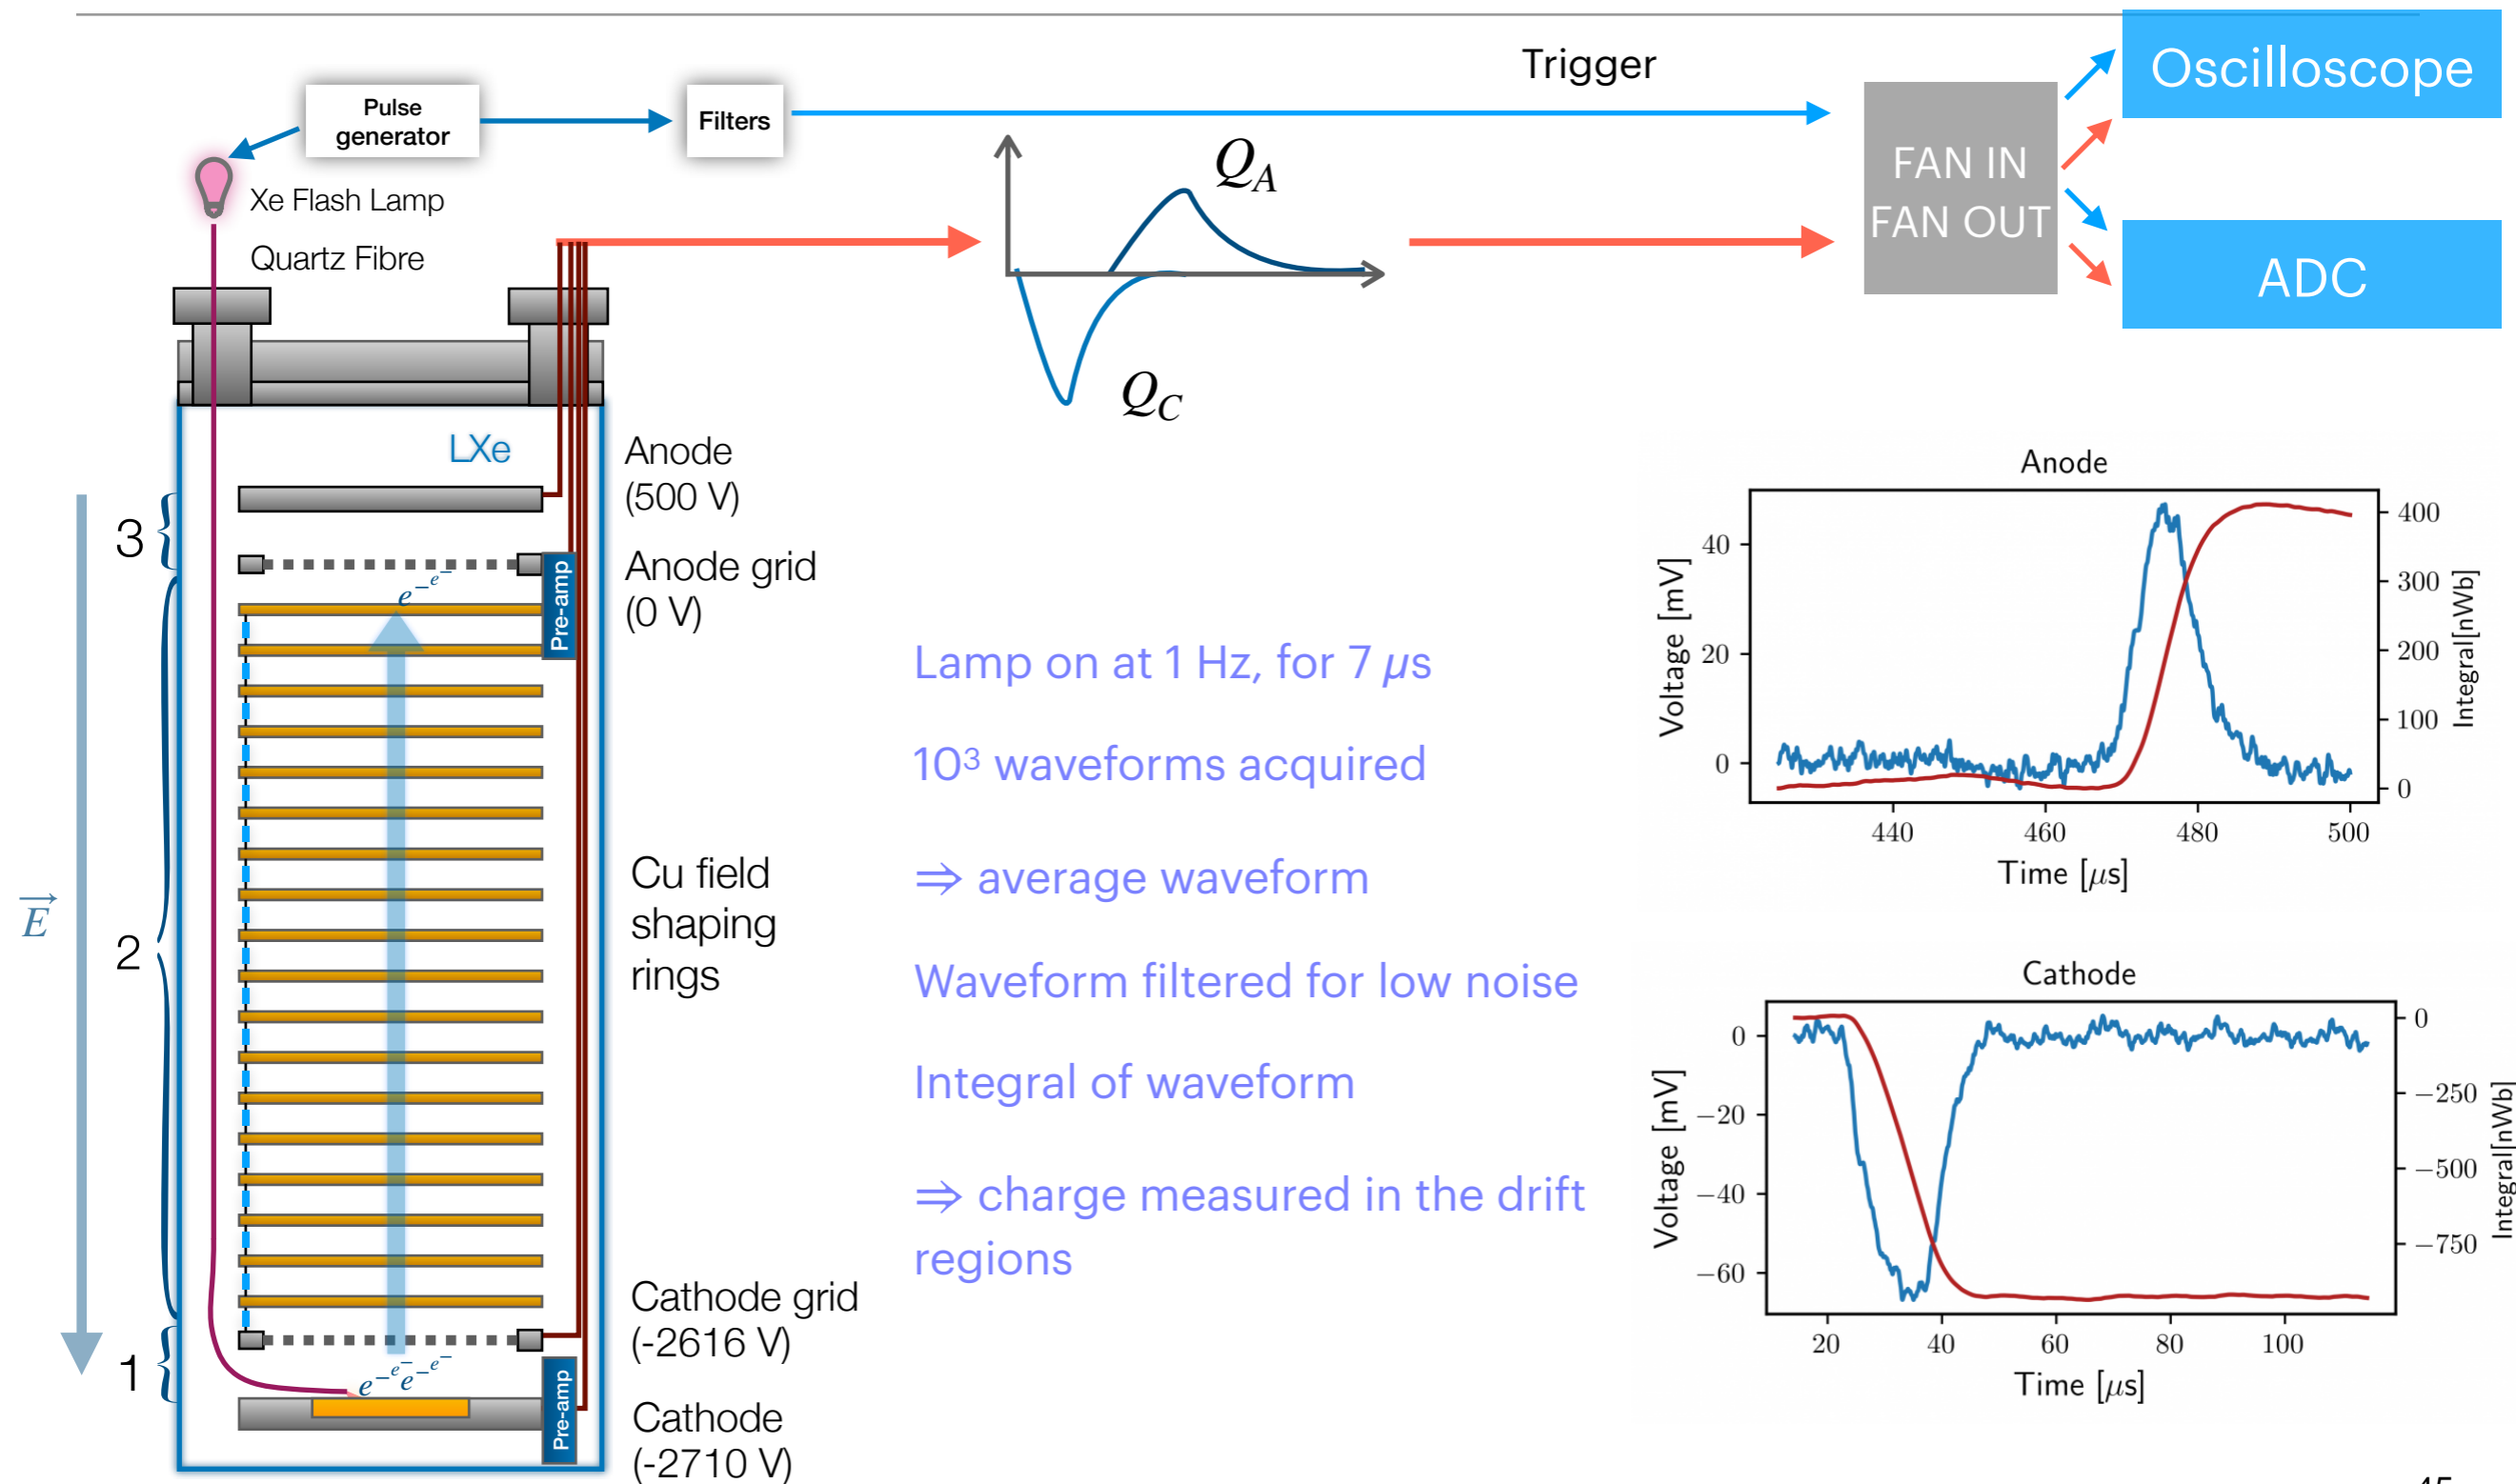 Trigger
Oscilloscope
Pulse
generator
Filters
FAN IN
FAN OUT
ADC
Xe Flash Lamp
Quartz Fibre
Q_A
Q_C
LXe
Anode
(500 V)
3
Anode grid
(0 V)
e⁻ e⁻
Pre-amp
E
2
Cu field
shaping
rings
Cathode grid
(-2616 V)
1
e⁻ e⁻ e⁻ e⁻
Pre-amp
Cathode
(-2710 V)
Lamp on at 1 Hz, for 7 μs
10³ waveforms acquired
⇒ average waveform
Waveform filtered for low noise
Integral of waveform
⇒ charge measured in the drift
regions
Anode
Voltage [mV]
40
20
0
Integral[nWb]
400
300
200
100
0
440 460 480 500
Time [μs]
Cathode
Voltage [mV]
0
−20
−40
−60
Integral[nWb]
0
−250
−500
−750
20 40 60 80 100
Time [μs]